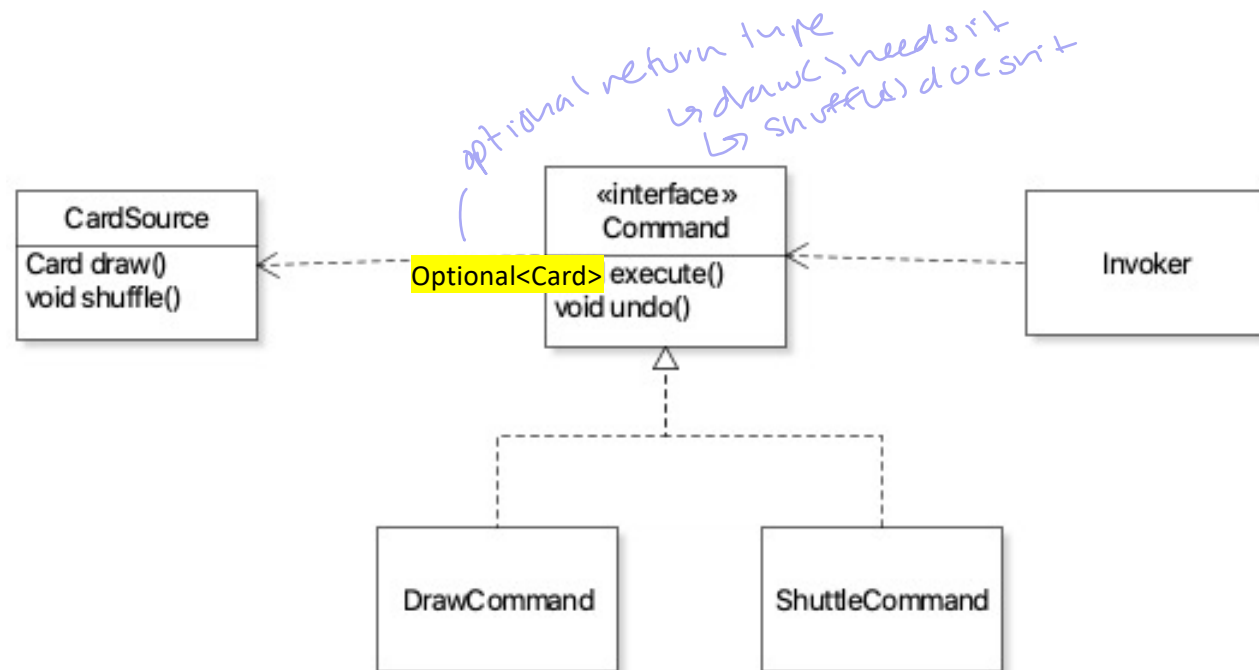 optional return type
↳ draw() needs it
↳ shuffle() doesnit
CardSource
Card draw()
void shuffle()
«interface»
Command
Optional<Card> execute()
void undo()
Invoker
DrawCommand
ShuttleCommand